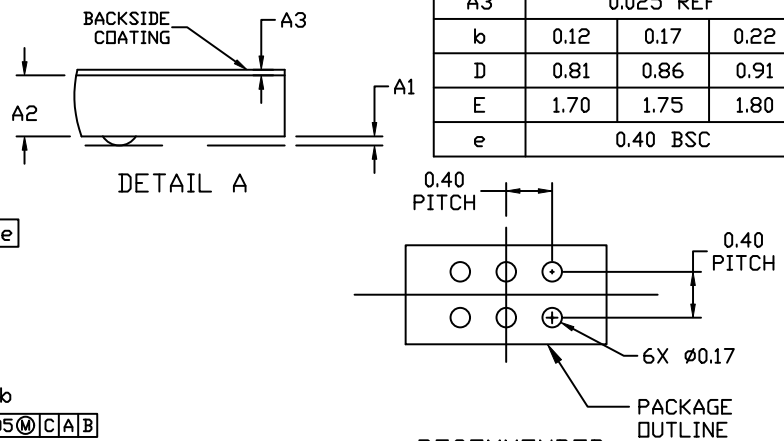 A3 0.025 REF
b 0.12 0.17 0.22
D 0.81 0.86 0.91
E 1.70 1.75 1.80
e 0.40 BSC
BACKSIDE
COATING
A3
A2
A1
DETAIL A
e
0.40
PITCH
0.40
PITCH
6X Ø0.17
PACKAGE
OUTLINE
b
05 Ⓜ C A B